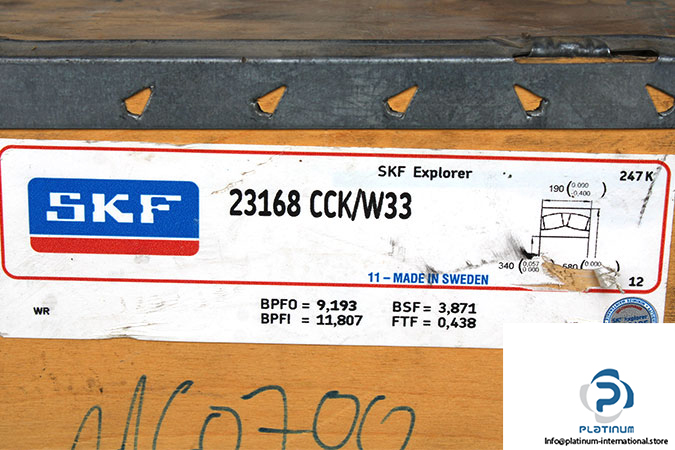 SKF Explorer
247 K
SKF
23168 CCK/W33
190 (0.000 -0.400)
340 (0.057 0.000)
580 (0.000
11 – MADE IN SWEDEN
12
WR
BPFO = 9,193 BSF = 3,871
BPFI = 11,807 FTF = 0,438
SKF Explorer
PLATINUM
Info@platinum-international.store